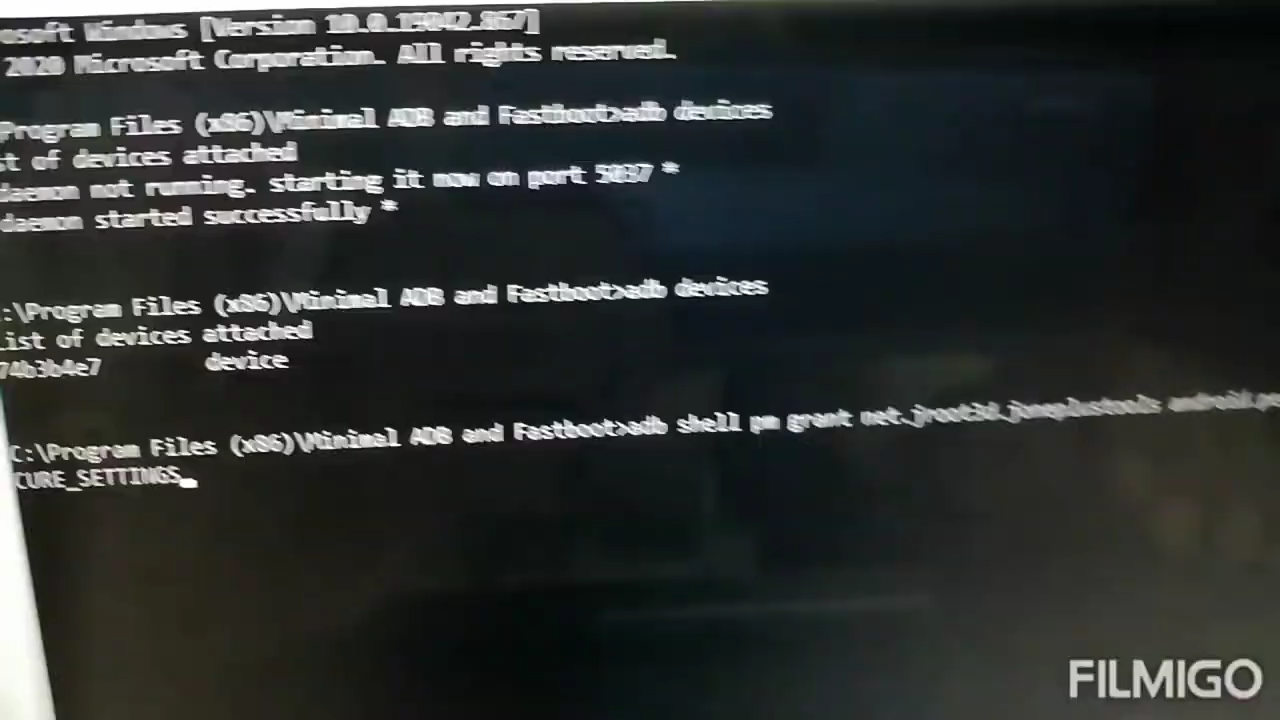 osoft Windows [Version 10.0.19042.867]
2020 Microsoft Corporation. All rights reserved.
Program Files (x86)\Minimal ADB and Fastboot>adb devices
st of devices attached
daemon not running. starting it now on port 5037 *
daemon started successfully *
:\Program Files (x86)\Minimal ADB and Fastboot>adb devices
List of devices attached
74b3b4e7 device
C:\Program Files (x86)\Minimal ADB and Fastboot>adb shell pm grant
CURE_SETTINGS
FILMIGO